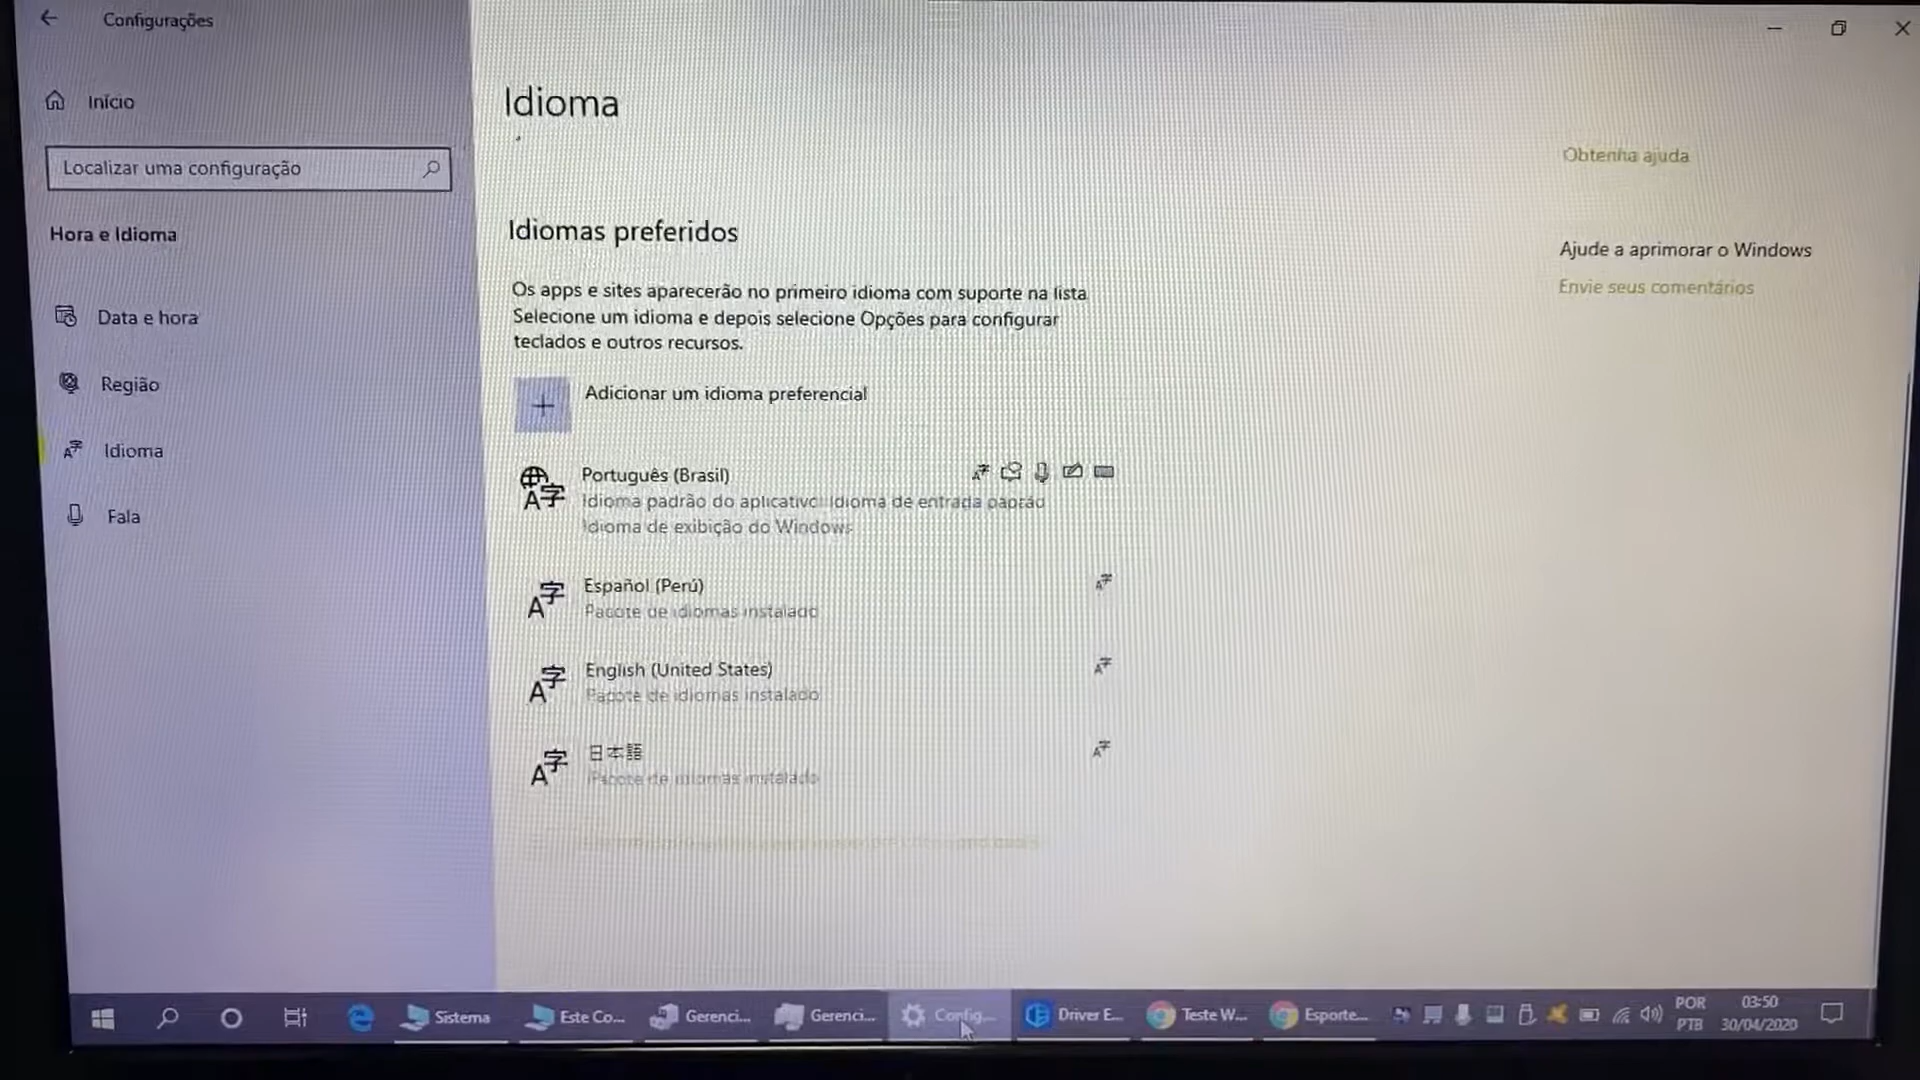 Configurações
Início
Localizar uma configuração
Hora e Idioma
Data e hora
Região
Idioma
Fala
Idioma
Idiomas preferidos
Os apps e sites aparecerão no primeiro idioma com suporte na lista
Selecione um idioma e depois selecione Opções para configurar
teclados e outros recursos.
Adicionar um idioma preferencial
Português (Brasil)
Idioma padrão do aplicativo; Idioma de entrada
Idioma de exibição do Windows
Español (Perú)
Pacote de idiomas instalado
English (United States)
Pacote de idiomas instalado
日本語
Pacote de idiomas instalado
Obtenha ajuda
Ajude a aprimorar o Windows
Envie seus comentários
Sistema
Este Co...
Gerenci...
Gerenci...
Config...
Driver E...
Teste W...
Esporte...
POR
PTB
03:50
30/04/2020